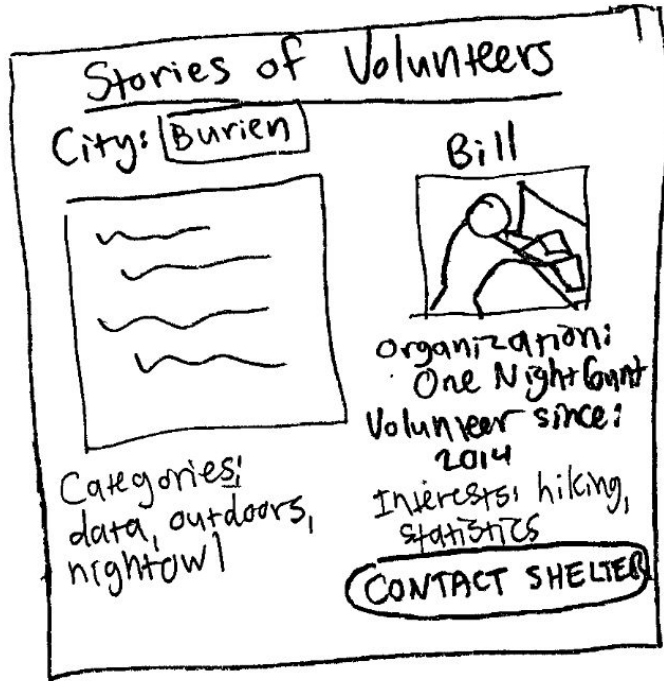 Stories of Volunteers
City: Burien
Categories:
data, outdoors,
nightowl
Bill
Organization:
One Night Count
Volunteer since:
2014
Interests: hiking,
statistics
CONTACT SHELTER